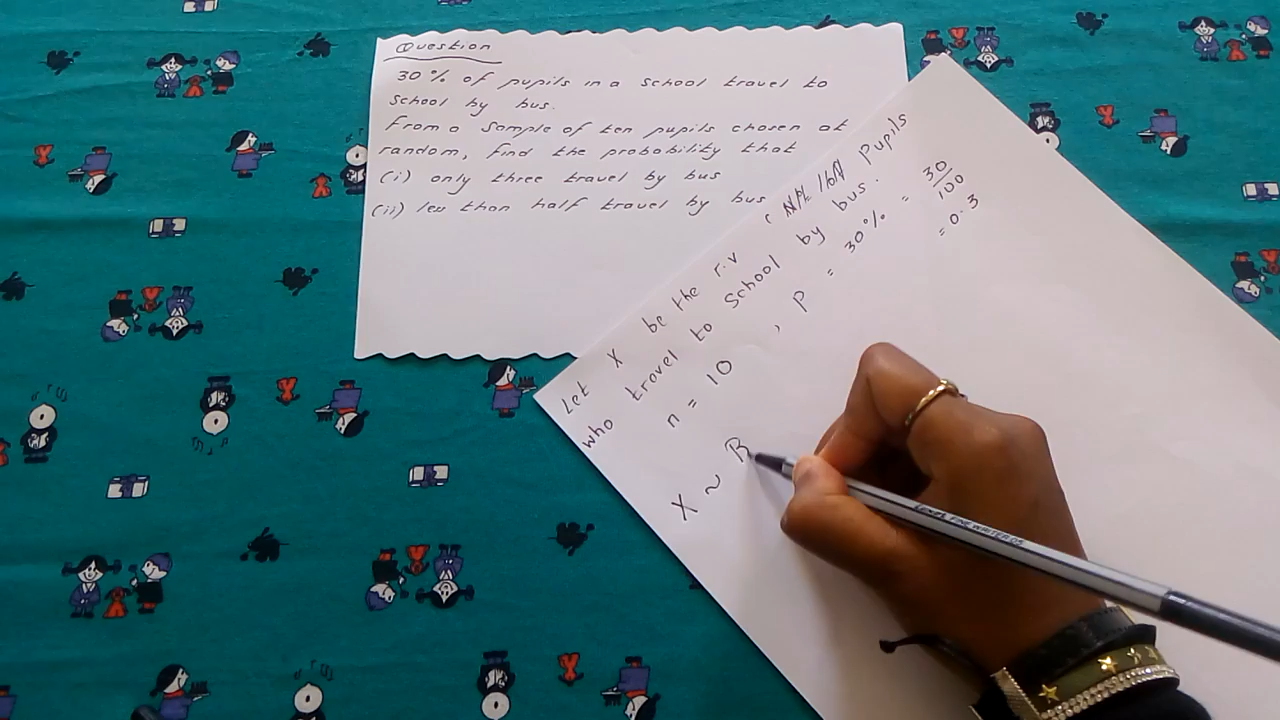 Question
30 % of pupils in a school travel to
school by bus.
From a sample of ten pupils chosen at
random, find the probability that
(i) only three travel by bus
(ii) less than half travel by bus
Let X be the r.v Pupils
who travel to School by bus.
n = 10 , P = 30% = 30/100
= 0.3
X ~ B